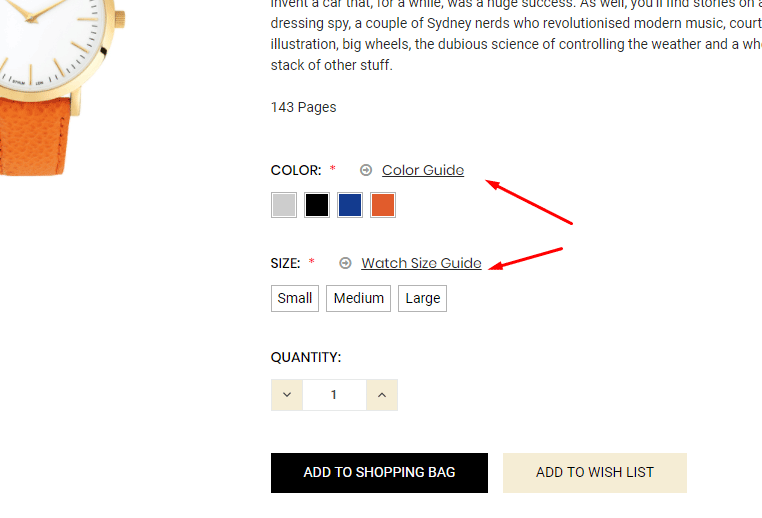 invent a car that, for a while, was a huge success. As well, you'll find stories on a
dressing spy, a couple of Sydney nerds who revolutionised modern music, court
illustration, big wheels, the dubious science of controlling the weather and a who
stack of other stuff.
143 Pages
COLOR: * Color Guide
SIZE: * Watch Size Guide
Small Medium Large
QUANTITY:
1
ADD TO SHOPPING BAG ADD TO WISH LIST